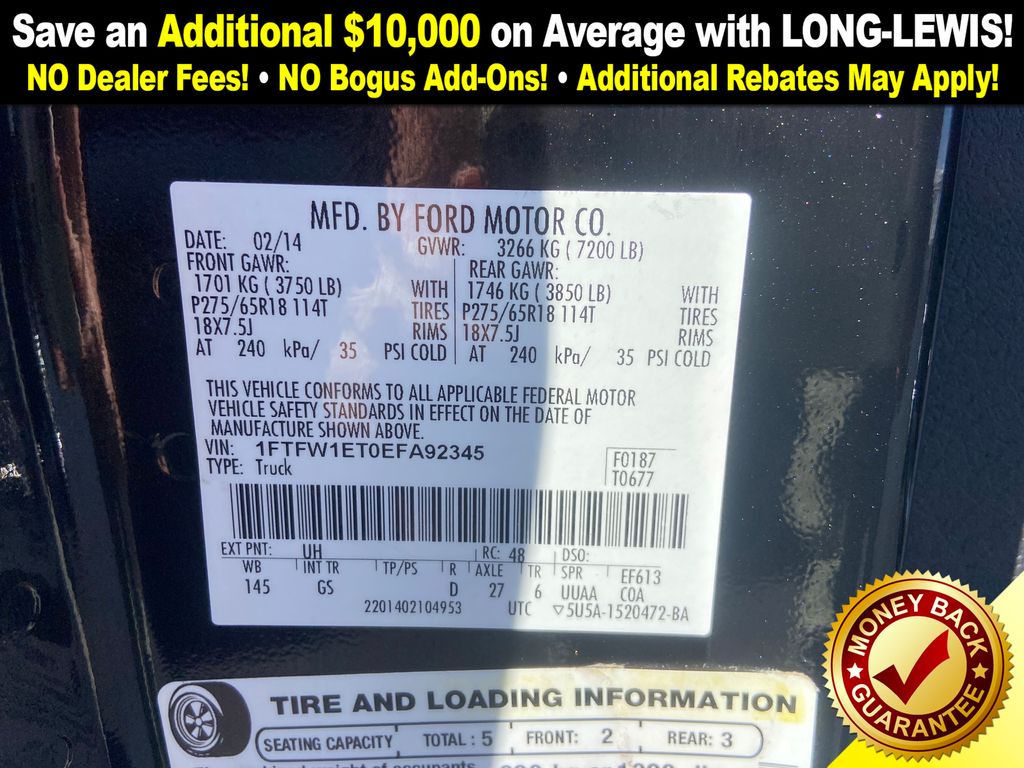 Save an Additional $10,000 on Average with LONG-LEWIS!
NO Dealer Fees! • NO Bogus Add-Ons! • Additional Rebates May Apply!
MFD. BY FORD MOTOR CO.
DATE: 02/14 GVWR: 3266 KG ( 7200 LB)
FRONT GAWR: REAR GAWR:
1701 KG ( 3750 LB) WITH 1746 KG ( 3850 LB) WITH
P275/65R18 114T TIRES P275/65R18 114T TIRES
18X7.5J RIMS 18X7.5J RIMS
AT 240 kPa/ 35 PSI COLD AT 240 kPa/ 35 PSI COLD
THIS VEHICLE CONFORMS TO ALL APPLICABLE FEDERAL MOTOR
VEHICLE SAFETY STANDARDS IN EFFECT ON THE DATE OF
MANUFACTURE SHOWN ABOVE.
VIN: 1FTFW1ET0EFA92345
TYPE: Truck
F0187
T0677
EXT PNT: UH RC: 48 DSO:
WB INT TR TP/PS R AXLE TR SPR EF613
145 GS D 27 6 UUAA COA
2201402104953 UTC ▽5U5A-1520472-BA
MONEY BACK
GUARANTEE
TIRE AND LOADING INFORMATION
SEATING CAPACITY TOTAL : 5 FRONT: 2 REAR: 3